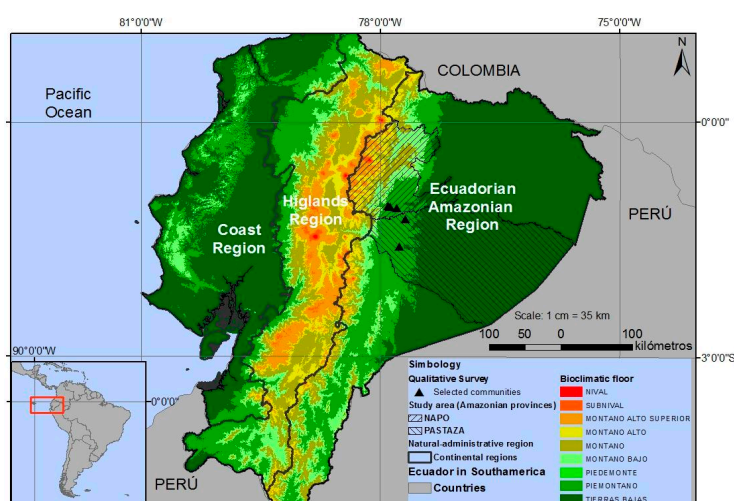 81°0'0"W
78°0'0"W
75°0'0"W
N
COLOMBIA
Pacific
Ocean
0°0'0"
Higlands
Region
Ecuadorian
Amazonian
Region
PERÚ
Coast
Region
Scale: 1 cm = 35 km
100 50 0 100
kilómetros
90°0'0"W
3°0'0"S
0°0'0"
PERÚ
Simbology
Qualitative Survey
Selected communities
Study area (Amazonian provinces)
NAPO
PASTAZA
Natural-administrative region
Continental regions
Ecuador in Southamerica
Countries
Bioclimatic floor
NIVAL
SUBNIVAL
MONTANO ALTO SUPERIOR
MONTANO ALTO
MONTANO
MONTANO BAJO
PIEDEMONTE
PIEMONTANO
TIERRAS BAJAS